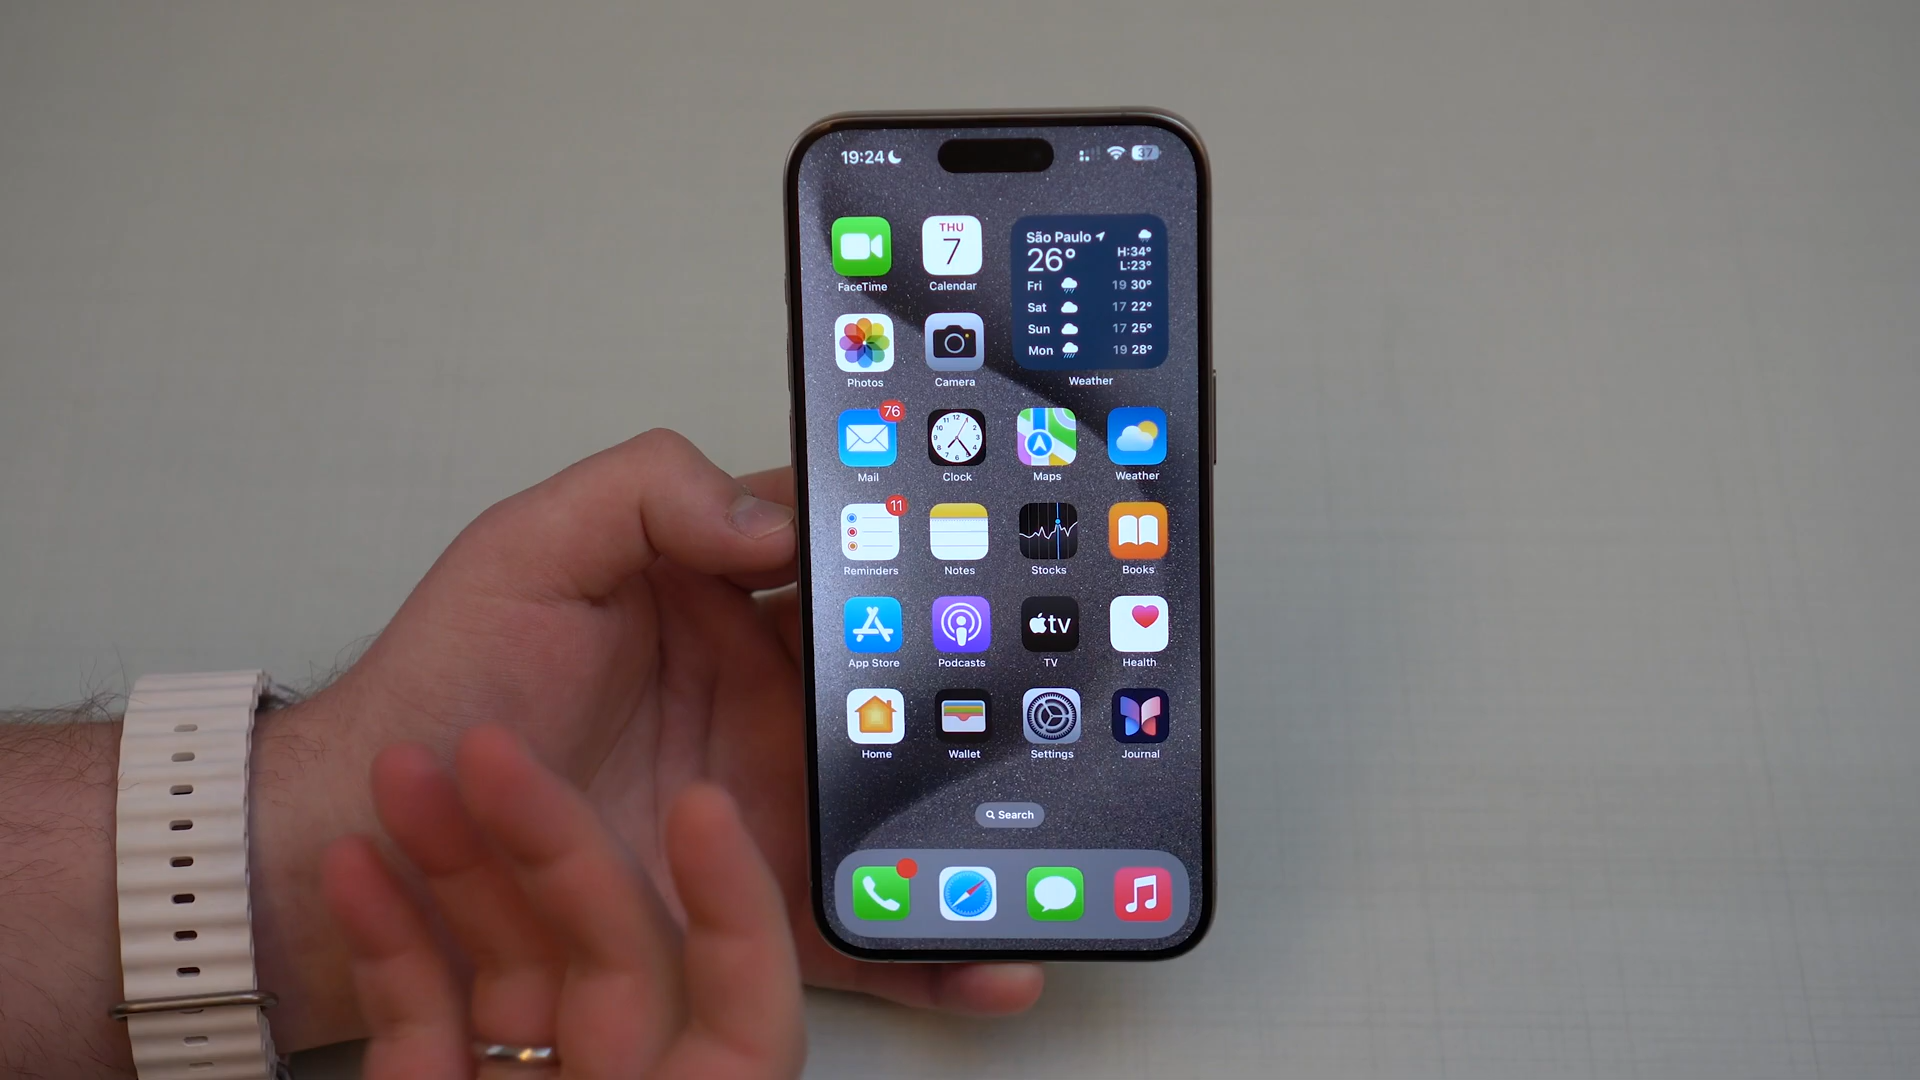 19:24
37
THU
7
FaceTime
Calendar
São Paulo
26°
H:34°
L:23°
Fri 19 30°
Sat 17 22°
Sun 17 25°
Mon 19 28°
Weather
Photos
Camera
76
Mail
Clock
Maps
Weather
11
Reminders
Notes
Stocks
Books
tv
App Store
Podcasts
TV
Health
Home
Wallet
Settings
Journal
Search